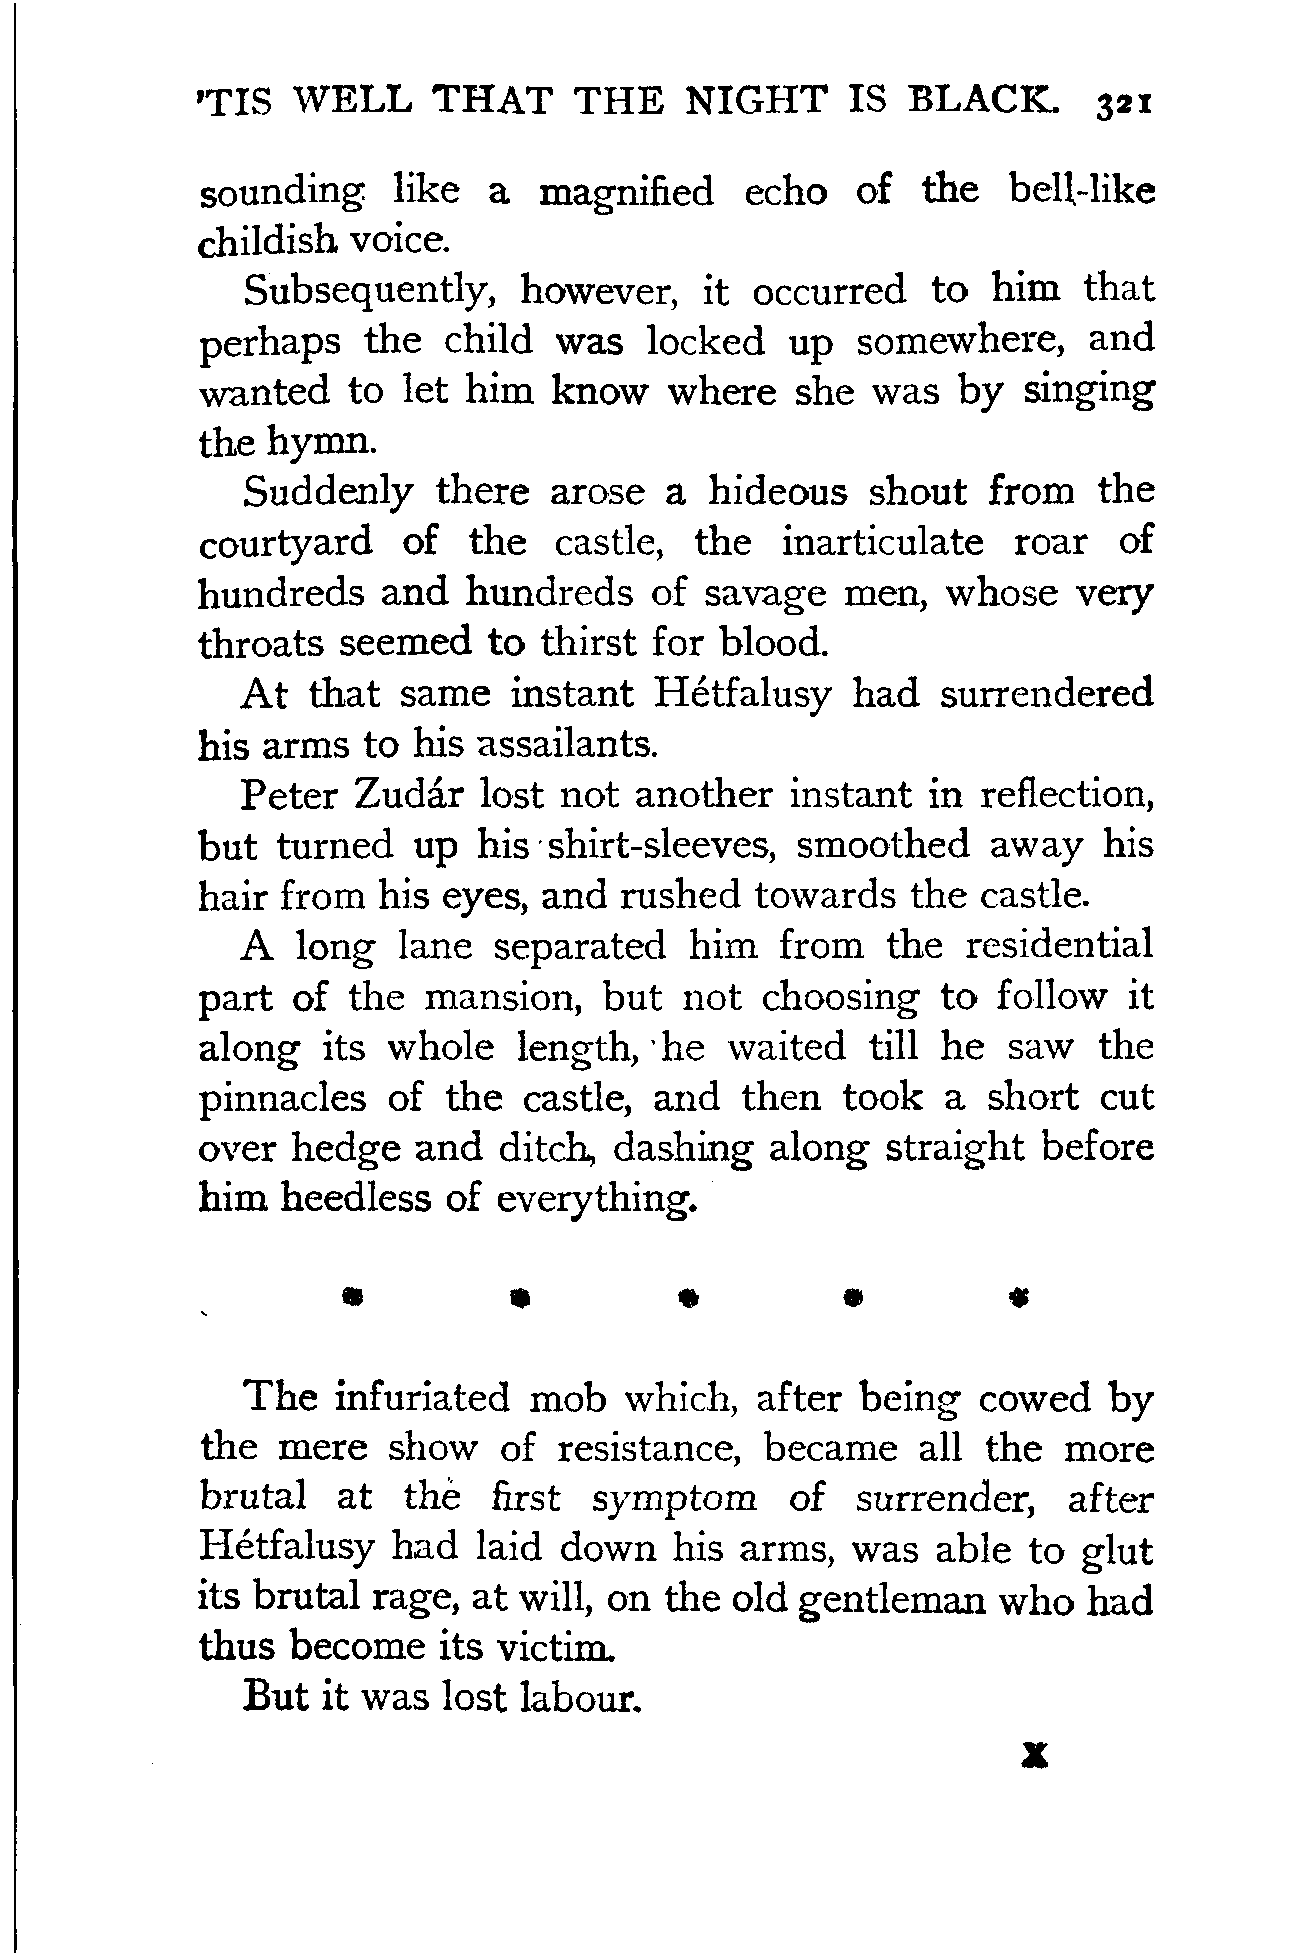 'TIS WELL THAT THE NIGHT IS BLACK. 321
sounding like a magnified echo of the bell-like
childish voice.
Subsequently, however, it occurred to him that
perhaps the child was locked up somewhere, and
wanted to let him know where she was by singing
the hymn.
Suddenly there arose a hideous shout from the
courtyard of the castle, the inarticulate roar of
hundreds and hundreds of savage men, whose very
throats seemed to thirst for blood.
At that same instant Hétfalusy had surrendered
his arms to his assailants.
Peter Zudár lost not another instant in reflection,
but turned up his shirt-sleeves, smoothed away his
hair from his eyes, and rushed towards the castle.
A long lane separated him from the residential
part of the mansion, but not choosing to follow it
along its whole length, he waited till he saw the
pinnacles of the castle, and then took a short cut
over hedge and ditch, dashing along straight before
him heedless of everything.
* * * * *
The infuriated mob which, after being cowed by
the mere show of resistance, became all the more
brutal at the first symptom of surrender, after
Hétfalusy had laid down his arms, was able to glut
its brutal rage, at will, on the old gentleman who had
thus become its victim.
But it was lost labour.
X